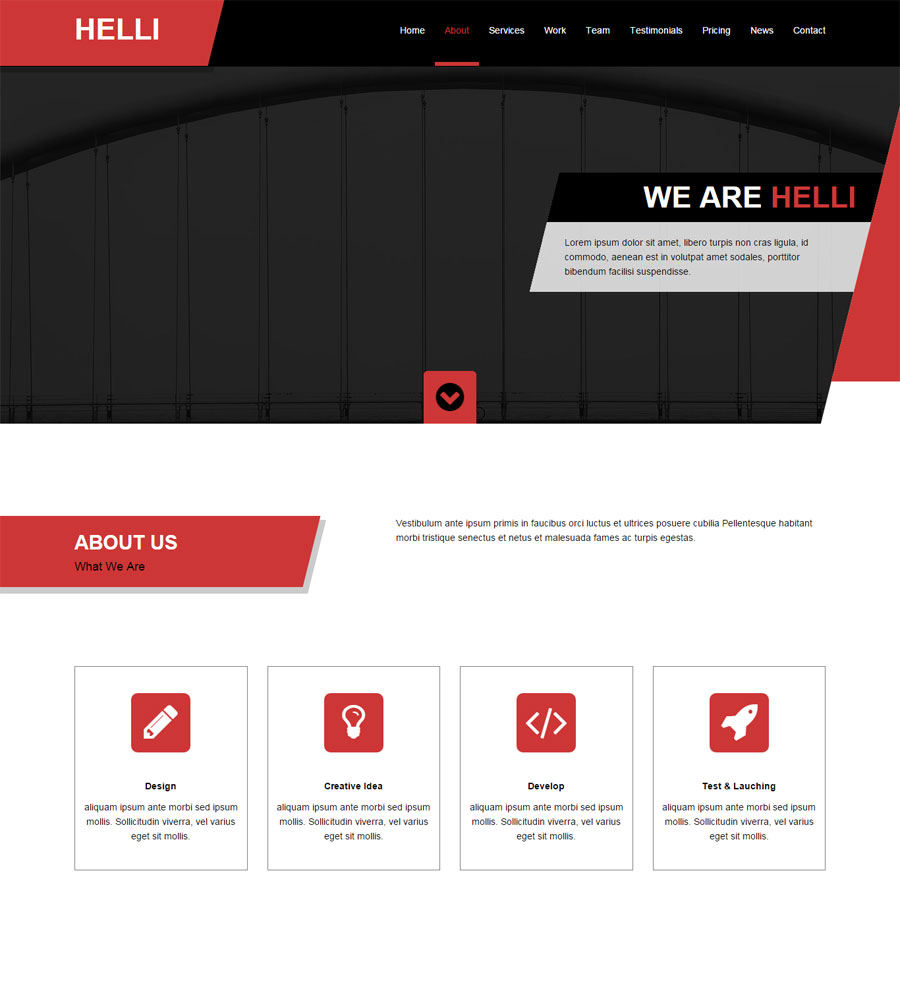 HELLI
Home About Services Work Team Testimonials Pricing News Contact
WE ARE HELLI
Lorem ipsum dolor sit amet, libero turpis non cras ligula, id
commodo, aenean est in volutpat amet sodales, porttitor
bibendum facilisi suspendisse.
ABOUT US
What We Are
Vestibulum ante ipsum primis in faucibus orci luctus et ultrices posuere cubilia Pellentesque habitant
morbi tristique senectus et netus et malesuada fames ac turpis egestas.
Design
aliquam ipsum ante morbi sed ipsum
mollis. Sollicitudin viverra, vel varius
eget sit mollis.
Creative Idea
aliquam ipsum ante morbi sed ipsum
mollis. Sollicitudin viverra, vel varius
eget sit mollis.
Develop
aliquam ipsum ante morbi sed ipsum
mollis. Sollicitudin viverra, vel varius
eget sit mollis.
Test & Lauching
aliquam ipsum ante morbi sed ipsum
mollis. Sollicitudin viverra, vel varius
eget sit mollis.